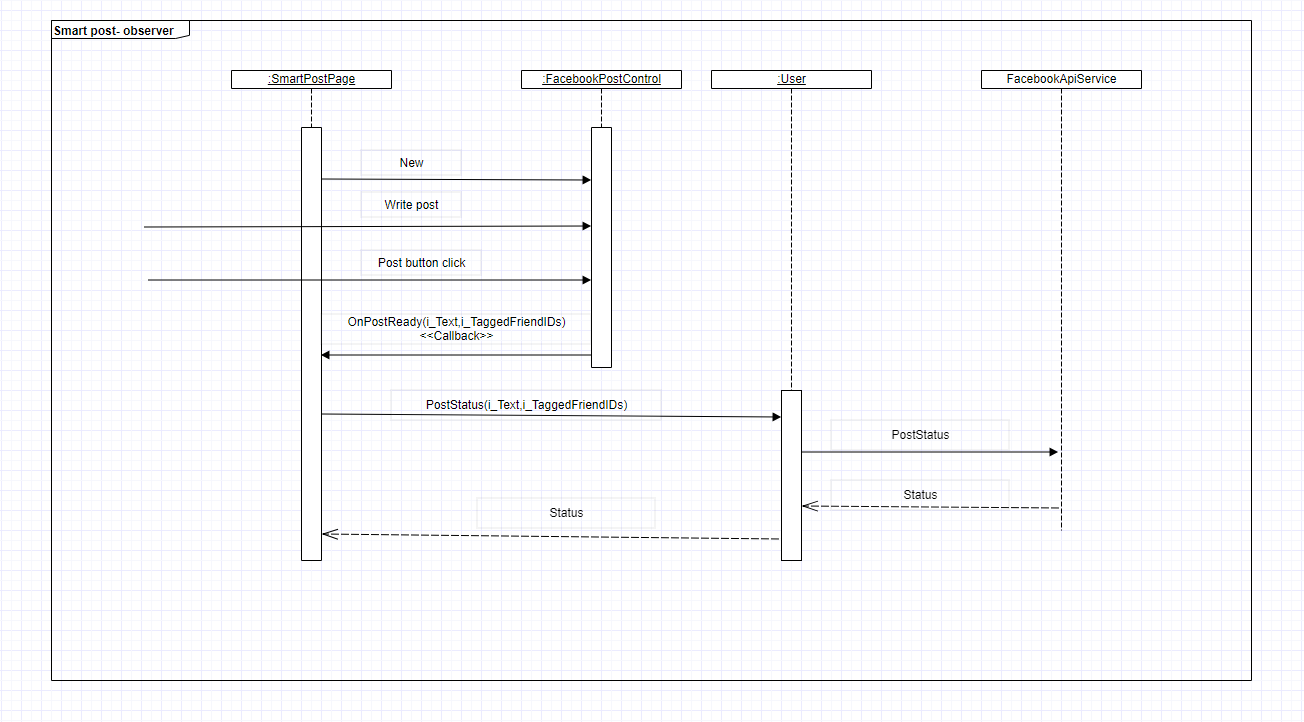 Smart post- observer
:SmartPostPage
:FacebookPostControl
:User
FacebookApiService
New
Write post
Post button click
OnPostReady(i_Text,i_TaggedFriendIDs)
<<Callback>>
PostStatus(i_Text,i_TaggedFriendIDs)
PostStatus
Status
Status